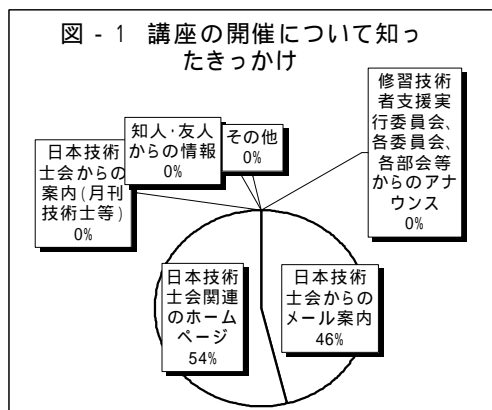 図 - 1 講座の開催について知っ
たきっかけ
修習技術
者支援実
行委員会、
各委員会、
各部会等
からのアナ
ウンス
0%
知人・友人
からの情報
0%
その他
0%
日本技術
士会からの
案内(月刊
技術士等)
0%
日本技術
士会関連
のホーム
ページ
54%
日本技術
士会からの
メール案内
46%